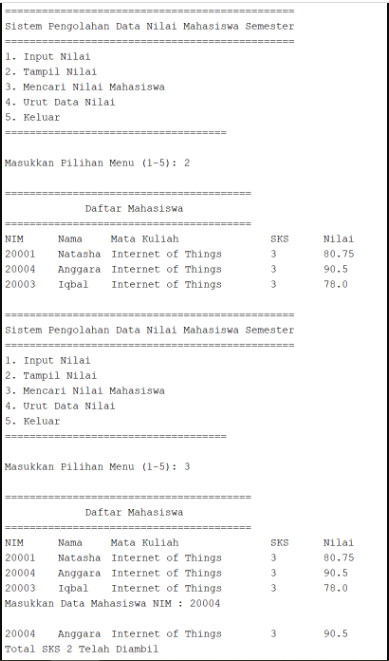 ==============================================
Sistem Pengolahan Data Nilai Mahasiswa Semester
==============================================
1. Input Nilai
2. Tampil Nilai
3. Mencari Nilai Mahasiswa
4. Urut Data Nilai
5. Keluar
===================================
Masukkan Pilihan Menu (1-5): 2
=======================================
Daftar Mahasiswa
=======================================
NIM Nama Mata Kuliah SKS Nilai
20001 Natasha Internet of Things 3 80.75
20004 Anggara Internet of Things 3 90.5
20003 Iqbal Internet of Things 3 78.0
==============================================
Sistem Pengolahan Data Nilai Mahasiswa Semester
==============================================
1. Input Nilai
2. Tampil Nilai
3. Mencari Nilai Mahasiswa
4. Urut Data Nilai
5. Keluar
===================================
Masukkan Pilihan Menu (1-5): 3
=======================================
Daftar Mahasiswa
=======================================
NIM Nama Mata Kuliah SKS Nilai
20001 Natasha Internet of Things 3 80.75
20004 Anggara Internet of Things 3 90.5
20003 Iqbal Internet of Things 3 78.0
Masukkan Data Mahasiswa NIM : 20004
20004 Anggara Internet of Things 3 90.5
Total SKS 2 Telah Diambil